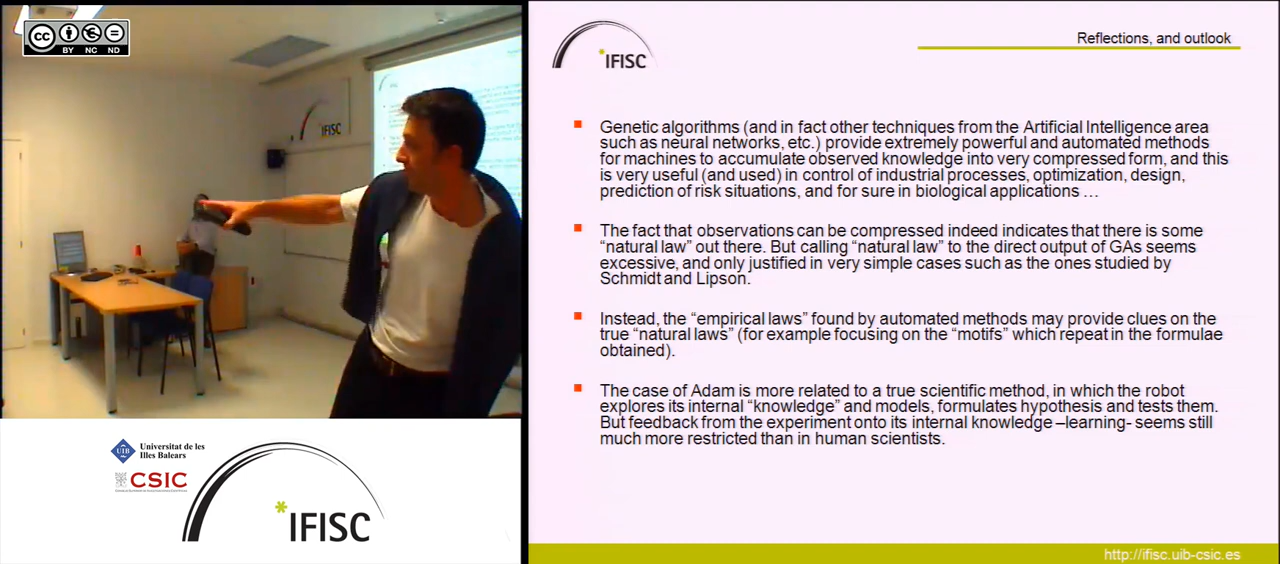 cc
BY NC ND
IFISC
Universitat de les
Illes Balears
UIB
CSIC
IFISC
IFISC
Reflections, and outlook
Genetic algorithms (and in fact other techniques from the Artificial Intelligence area
such as neural networks, etc.) provide extremely powerful and automated methods
for machines to accumulate observed knowledge into very compressed form, and this
is very useful (and used) in control of industrial processes, optimization, design,
prediction of risk situations, and for sure in biological applications …
The fact that observations can be compressed indeed indicates that there is some
“natural law” out there. But calling “natural law” to the direct output of GAs seems
excessive, and only justified in very simple cases such as the ones studied by
Schmidt and Lipson.
Instead, the “empirical laws” found by automated methods may provide clues on the
true “natural laws” (for example focusing on the “motifs” which repeat in the formulae
obtained).
The case of Adam is more related to a true scientific method, in which the robot
explores its internal “knowledge” and models, formulates hypothesis and tests them.
But feedback from the experiment onto its internal knowledge –learning- seems still
much more restricted than in human scientists.
http://ifisc.uib-csic.es